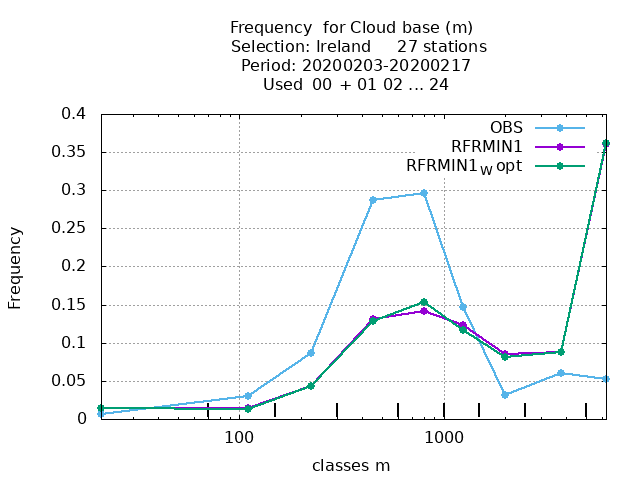 Frequency  for Cloud base (m)
Selection: Ireland     27 stations
Period: 20200203-20200217
Used  00 + 01 02 ... 24
0.4
0.35
0.3
0.25
0.2
0.15
0.1
0.05
0
Frequency
OBS
RFRMIN1
RFRMIN1W opt
100
1000
classes m